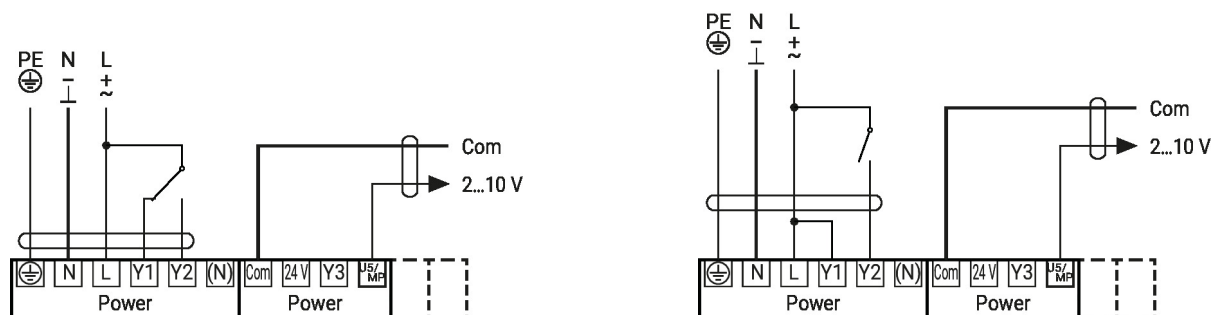 PE N L
− +
⊥ ~
Com
2...10 V
N L Y1 Y2 (N) Com 24 V Y3 U5/MP
Power Power
PE N L
− +
⊥ ~
Com
2...10 V
N L Y1 Y2 (N) Com 24 V Y3 U5/MP
Power Power